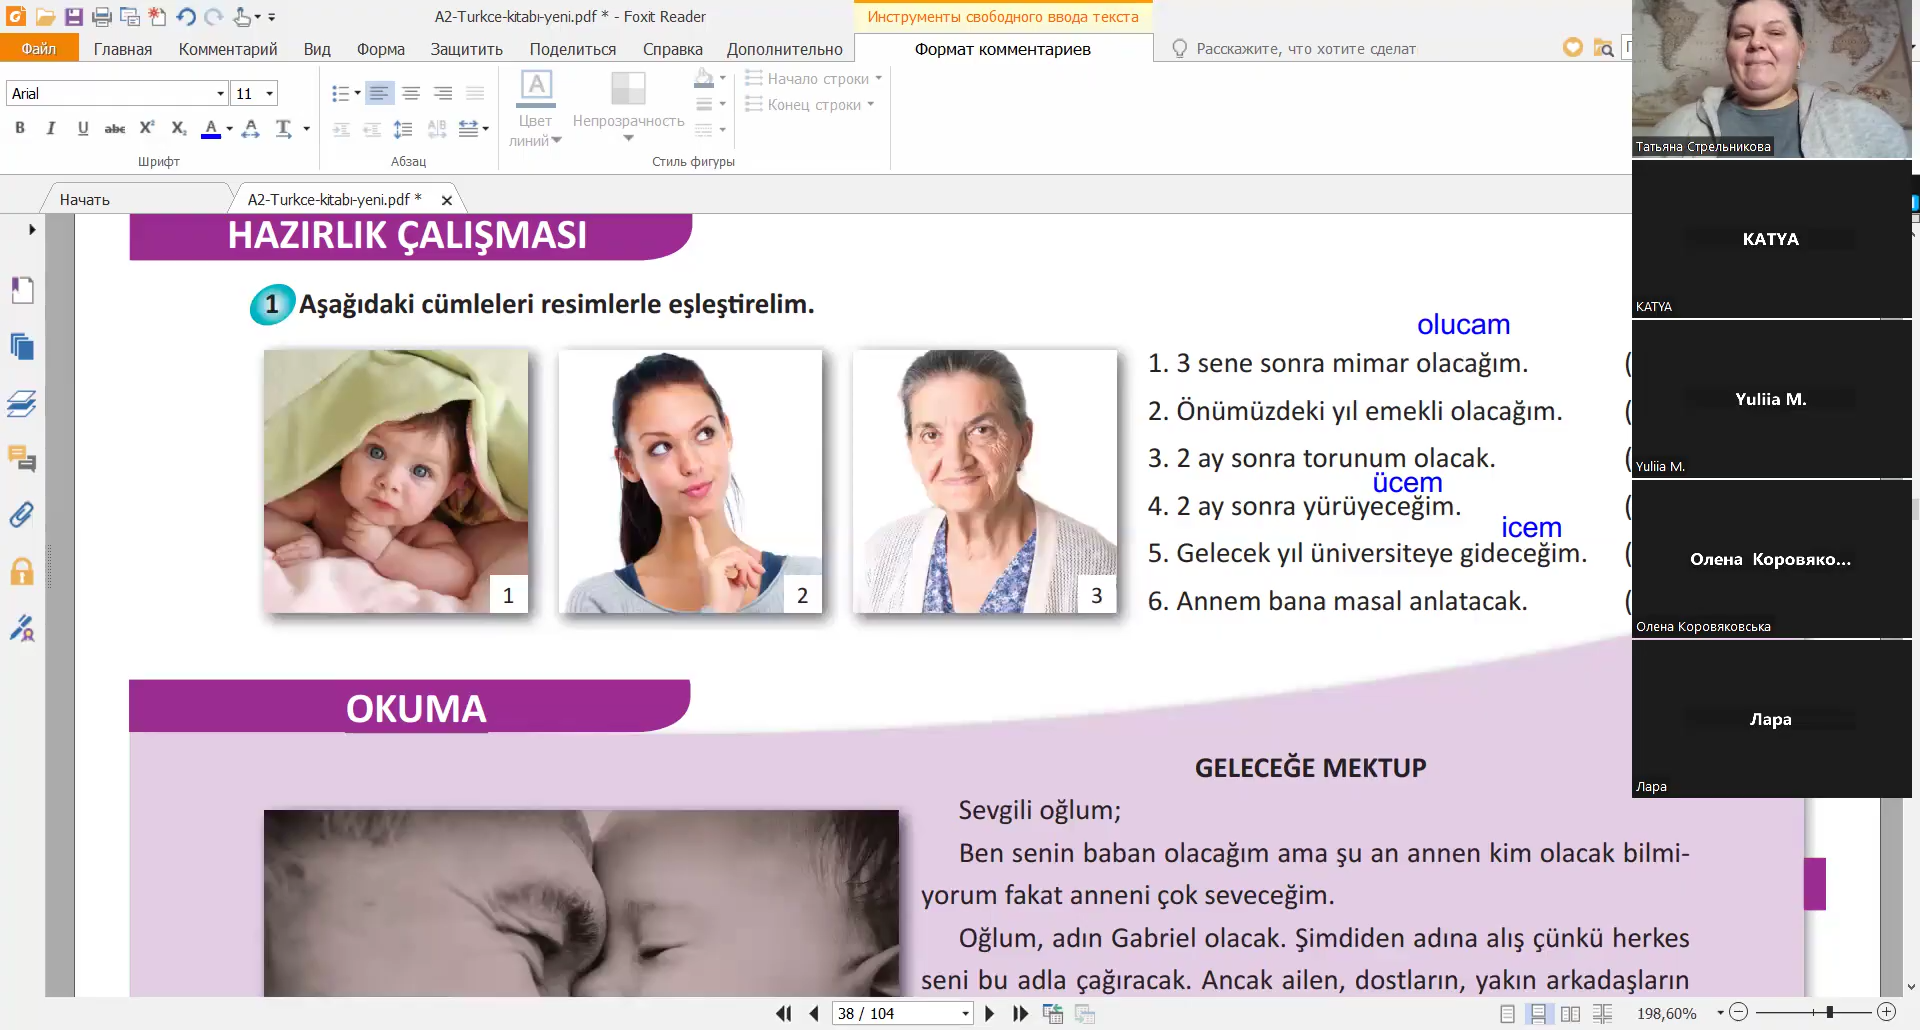 A2-Turkce-kitabı-yeni.pdf * - Foxit Reader
Инструменты свободного ввода текста
Файл
Главная
Комментарий
Вид
Форма
Защитить
Поделиться
Справка
Дополнительно
Формат комментариев
Расскажите, что хотите сделат
Arial
11
Шрифт
Абзац
Цвет
линий
Непрозрачность
Начало строки
Конец строки
Стиль фигуры
Начать
A2-Turkce-kitabı-yeni.pdf *
HAZIRLIK ÇALIŞMASI
1 Aşağıdaki cümleleri resimlerle eşleştirelim.
1
2
3
olucam
1. 3 sene sonra mimar olacağım. (
2. Önümüzdeki yıl emekli olacağım. (
3. 2 ay sonra torunum olacak. (
ücem
4. 2 ay sonra yürüyeceğim. (
icem
5. Gelecek yıl üniversiteye gideceğim. (
6. Annem bana masal anlatacak. (
OKUMA
GELECEĞE MEKTUP
Sevgili oğlum;
Ben senin baban olacağım ama şu an annen kim olacak bilmi-
yorum fakat anneni çok seveceğim.
Oğlum, adın Gabriel olacak. Şimdiden adına alış çünkü herkes
seni bu adla çağıracak. Ancak ailen, dostların, yakın arkadaşların
Татьяна Стрельникова
KATYA
KATYA
Yuliia M.
Yuliia M.
Олена Коровяко...
Олена Коровяковська
Лара
Лара
38 / 104
198,60%